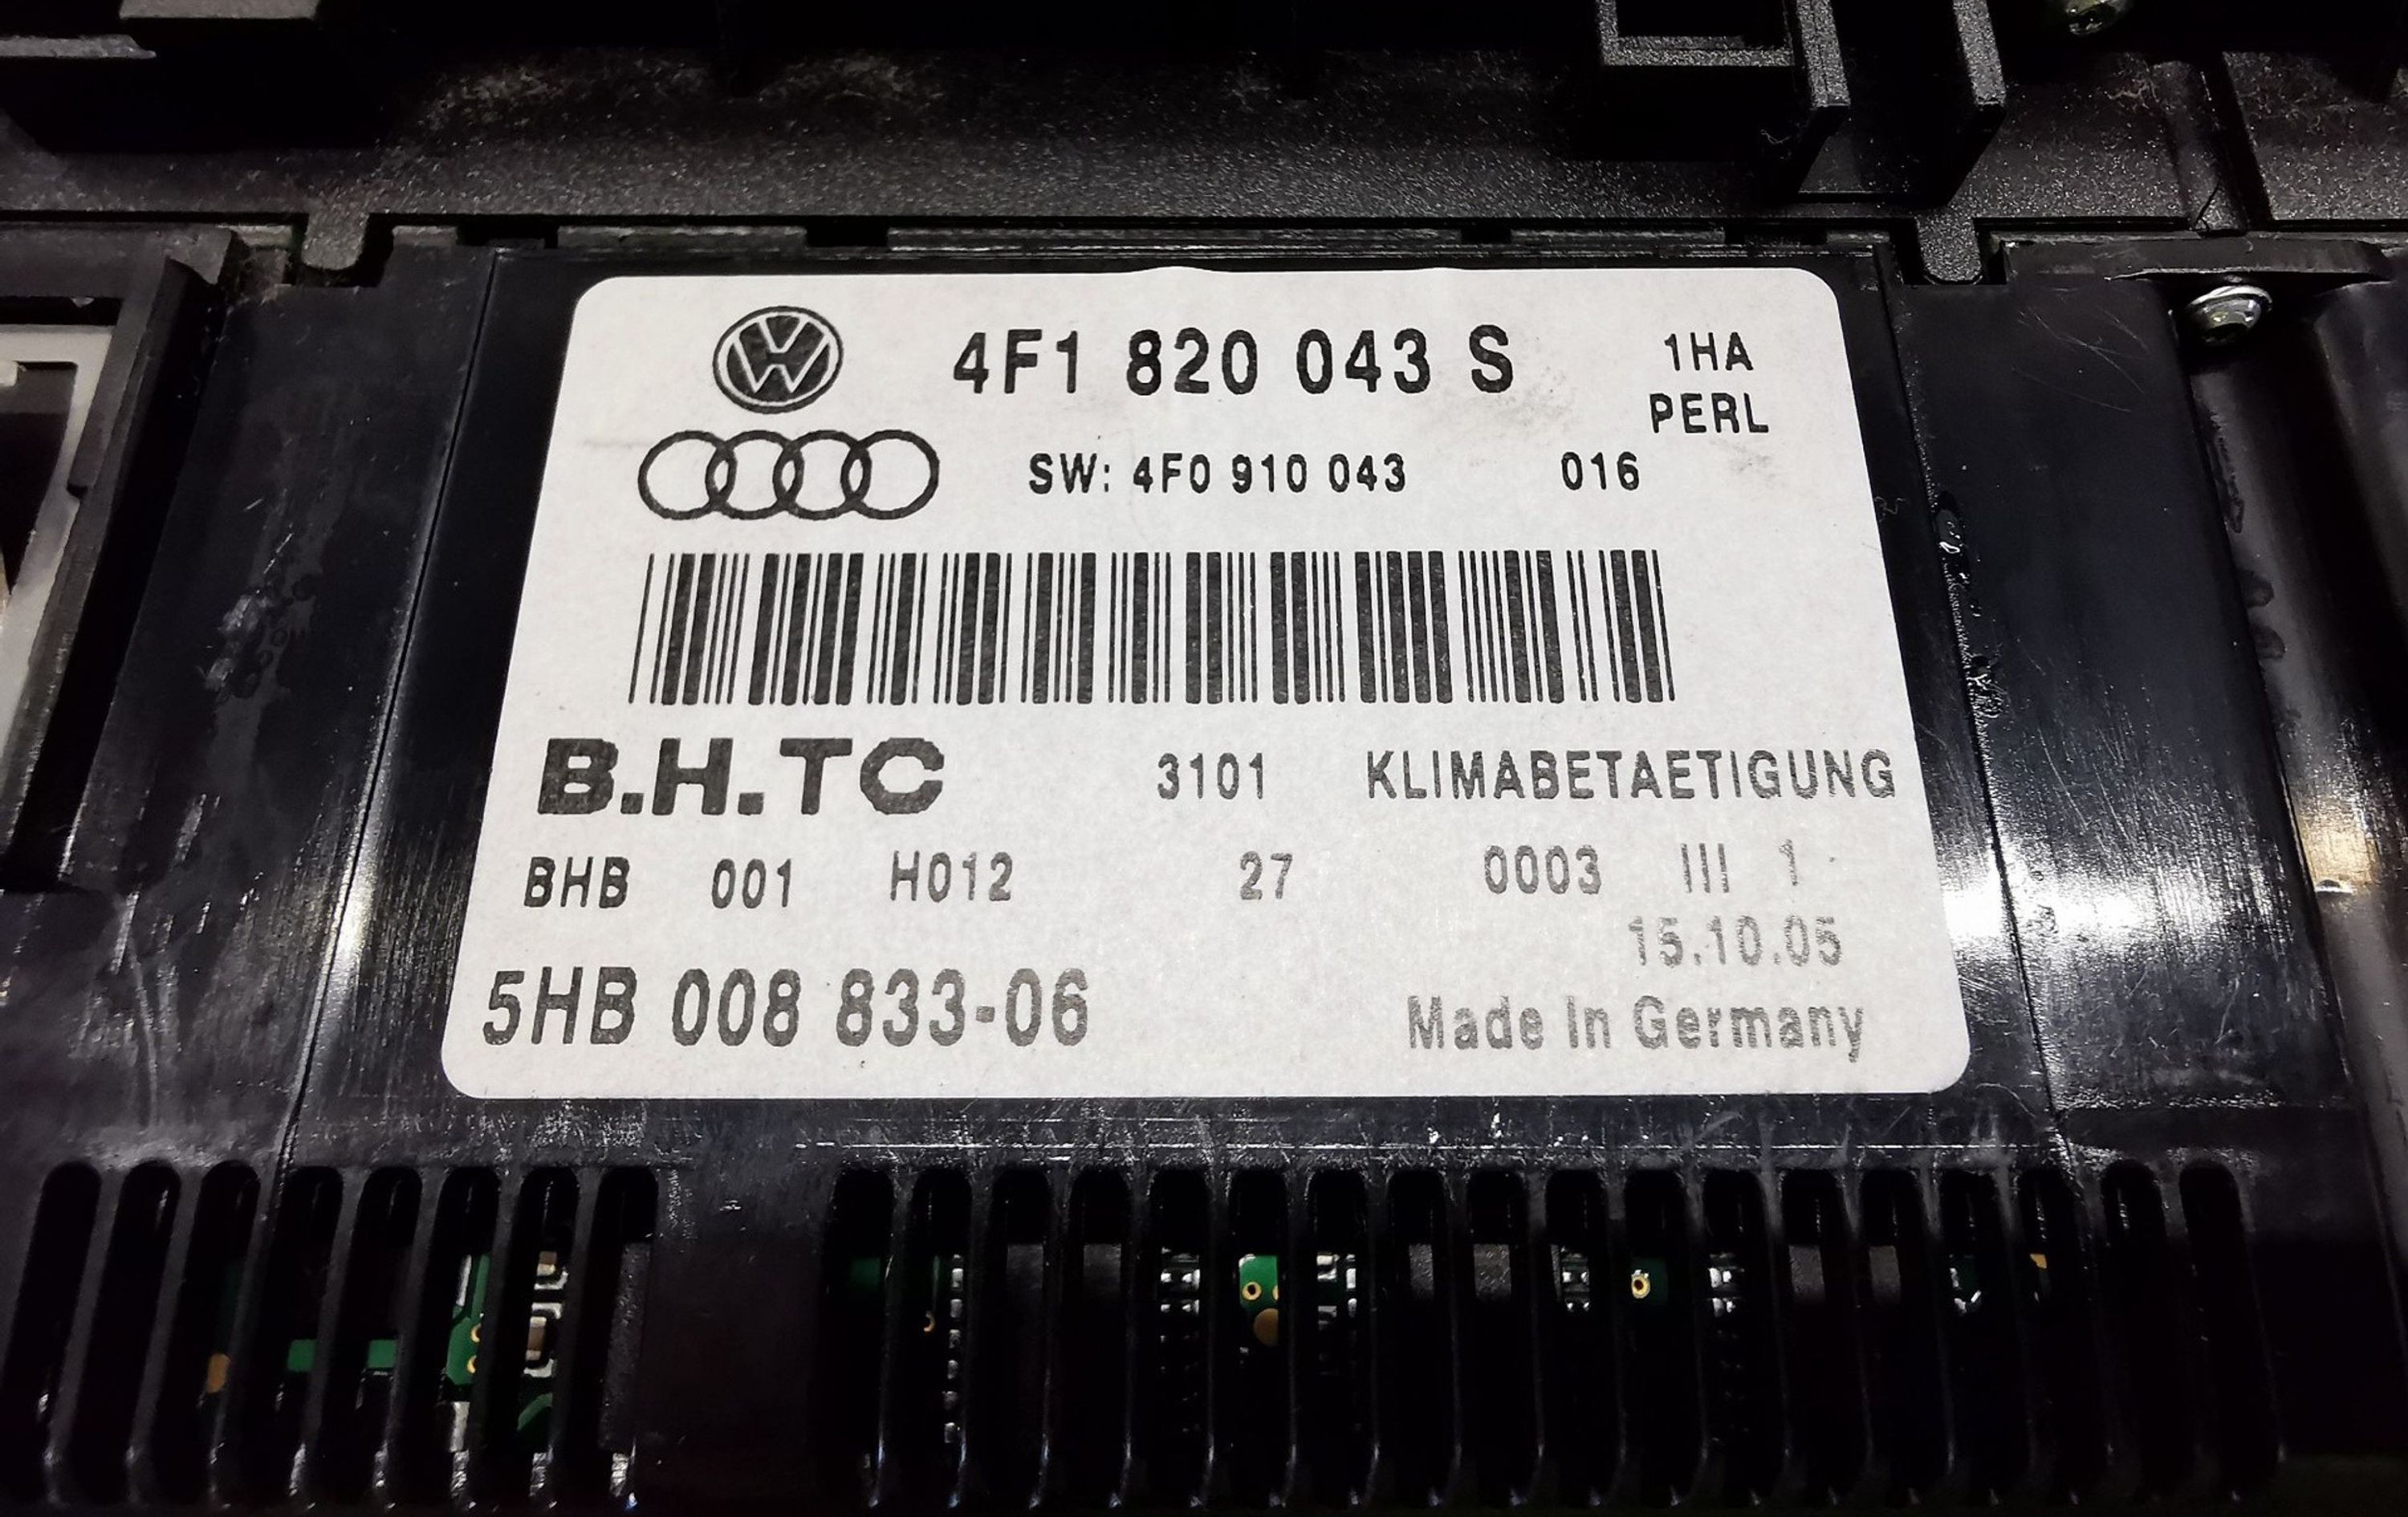 4F1 820 043 S 1HA
PERL
SW: 4F0 910 043 016
B.H.TC 3101 KLIMABETAETIGUNG
BHB 001 H012 27 0003 III 1
15.10.05
5HB 008 833-06 Made in Germany